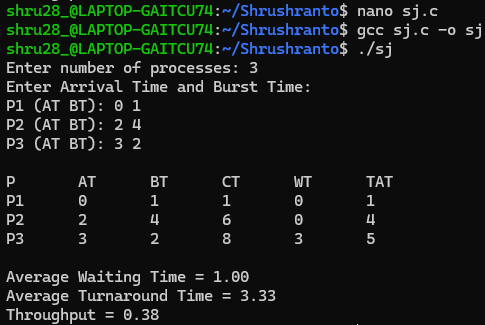 shru28_@LAPTOP-GAITCU74:~/Shrushranto$ nano sj.c
shru28_@LAPTOP-GAITCU74:~/Shrushranto$ gcc sj.c -o sj
shru28_@LAPTOP-GAITCU74:~/Shrushranto$ ./sj
Enter number of processes: 3
Enter Arrival Time and Burst Time:
P1 (AT BT): 0 1
P2 (AT BT): 2 4
P3 (AT BT): 3 2
P AT BT CT WT TAT
P1 0 1 1 0 1
P2 2 4 6 0 4
P3 3 2 8 3 5
Average Waiting Time = 1.00
Average Turnaround Time = 3.33
Throughput = 0.38